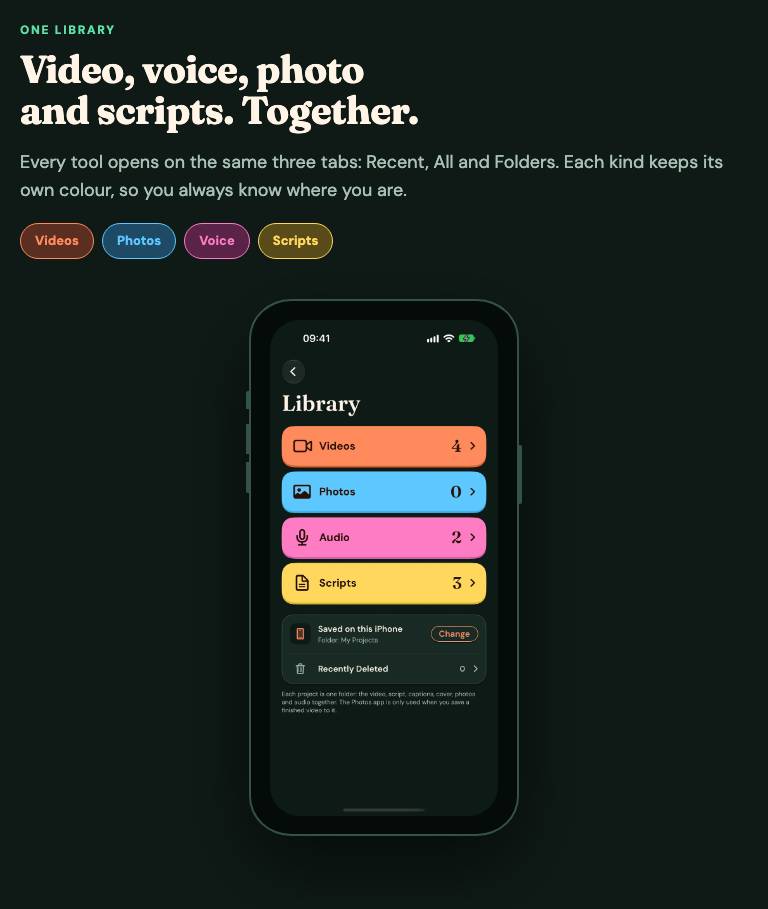 ONE LIBRARY
Video, voice, photo
and scripts. Together.
Every tool opens on the same three tabs: Recent, All and Folders. Each kind keeps its
own colour, so you always know where you are.
Videos Photos Voice Scripts
09:41
Library
Videos 4
Photos 0
Audio 2
Scripts 3
Saved on this iPhone
Folder: My Projects
Change
Recently Deleted 0
Each project is one folder: the video, script, captions, cover, photos
and audio together. The Photos app is only used when you save a
finished video to it.